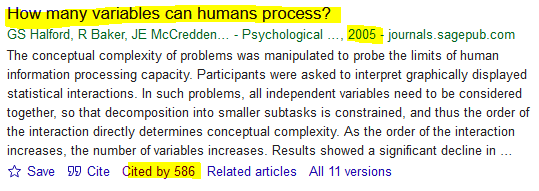 How many variables can humans process?
GS Halford, R Baker, JE McCredden… - Psychological …, 2005 - journals.sagepub.com
The conceptual complexity of problems was manipulated to probe the limits of human
information processing capacity. Participants were asked to interpret graphically displayed
statistical interactions. In such problems, all independent variables need to be considered
together, so that decomposition into smaller subtasks is constrained, and thus the order of
the interaction directly determines conceptual complexity. As the order of the interaction
increases, the number of variables increases. Results showed a significant decline in …
Save Cite Cited by 586 Related articles All 11 versions